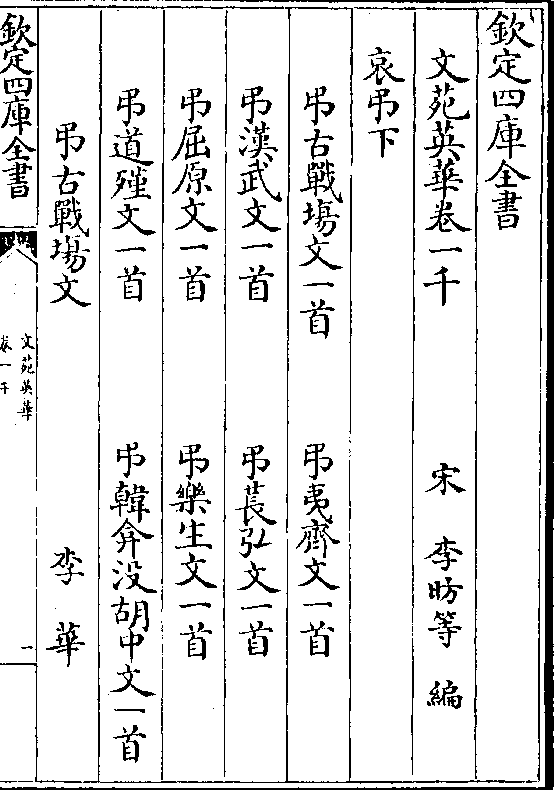 欽定四庫全書
文苑英華卷一千 宋 李昉等 編
哀弔下
弔古戰塲文一首 弔夷齊文一首
弔漢武文一首 弔萇弘文一首
弔屈原文一首 弔樂生文一首
弔道殣文一首 弔韓弇没胡中文一首
弔古戰塲文 李華
欽定四庫全書
文苑英華
卷一千
一